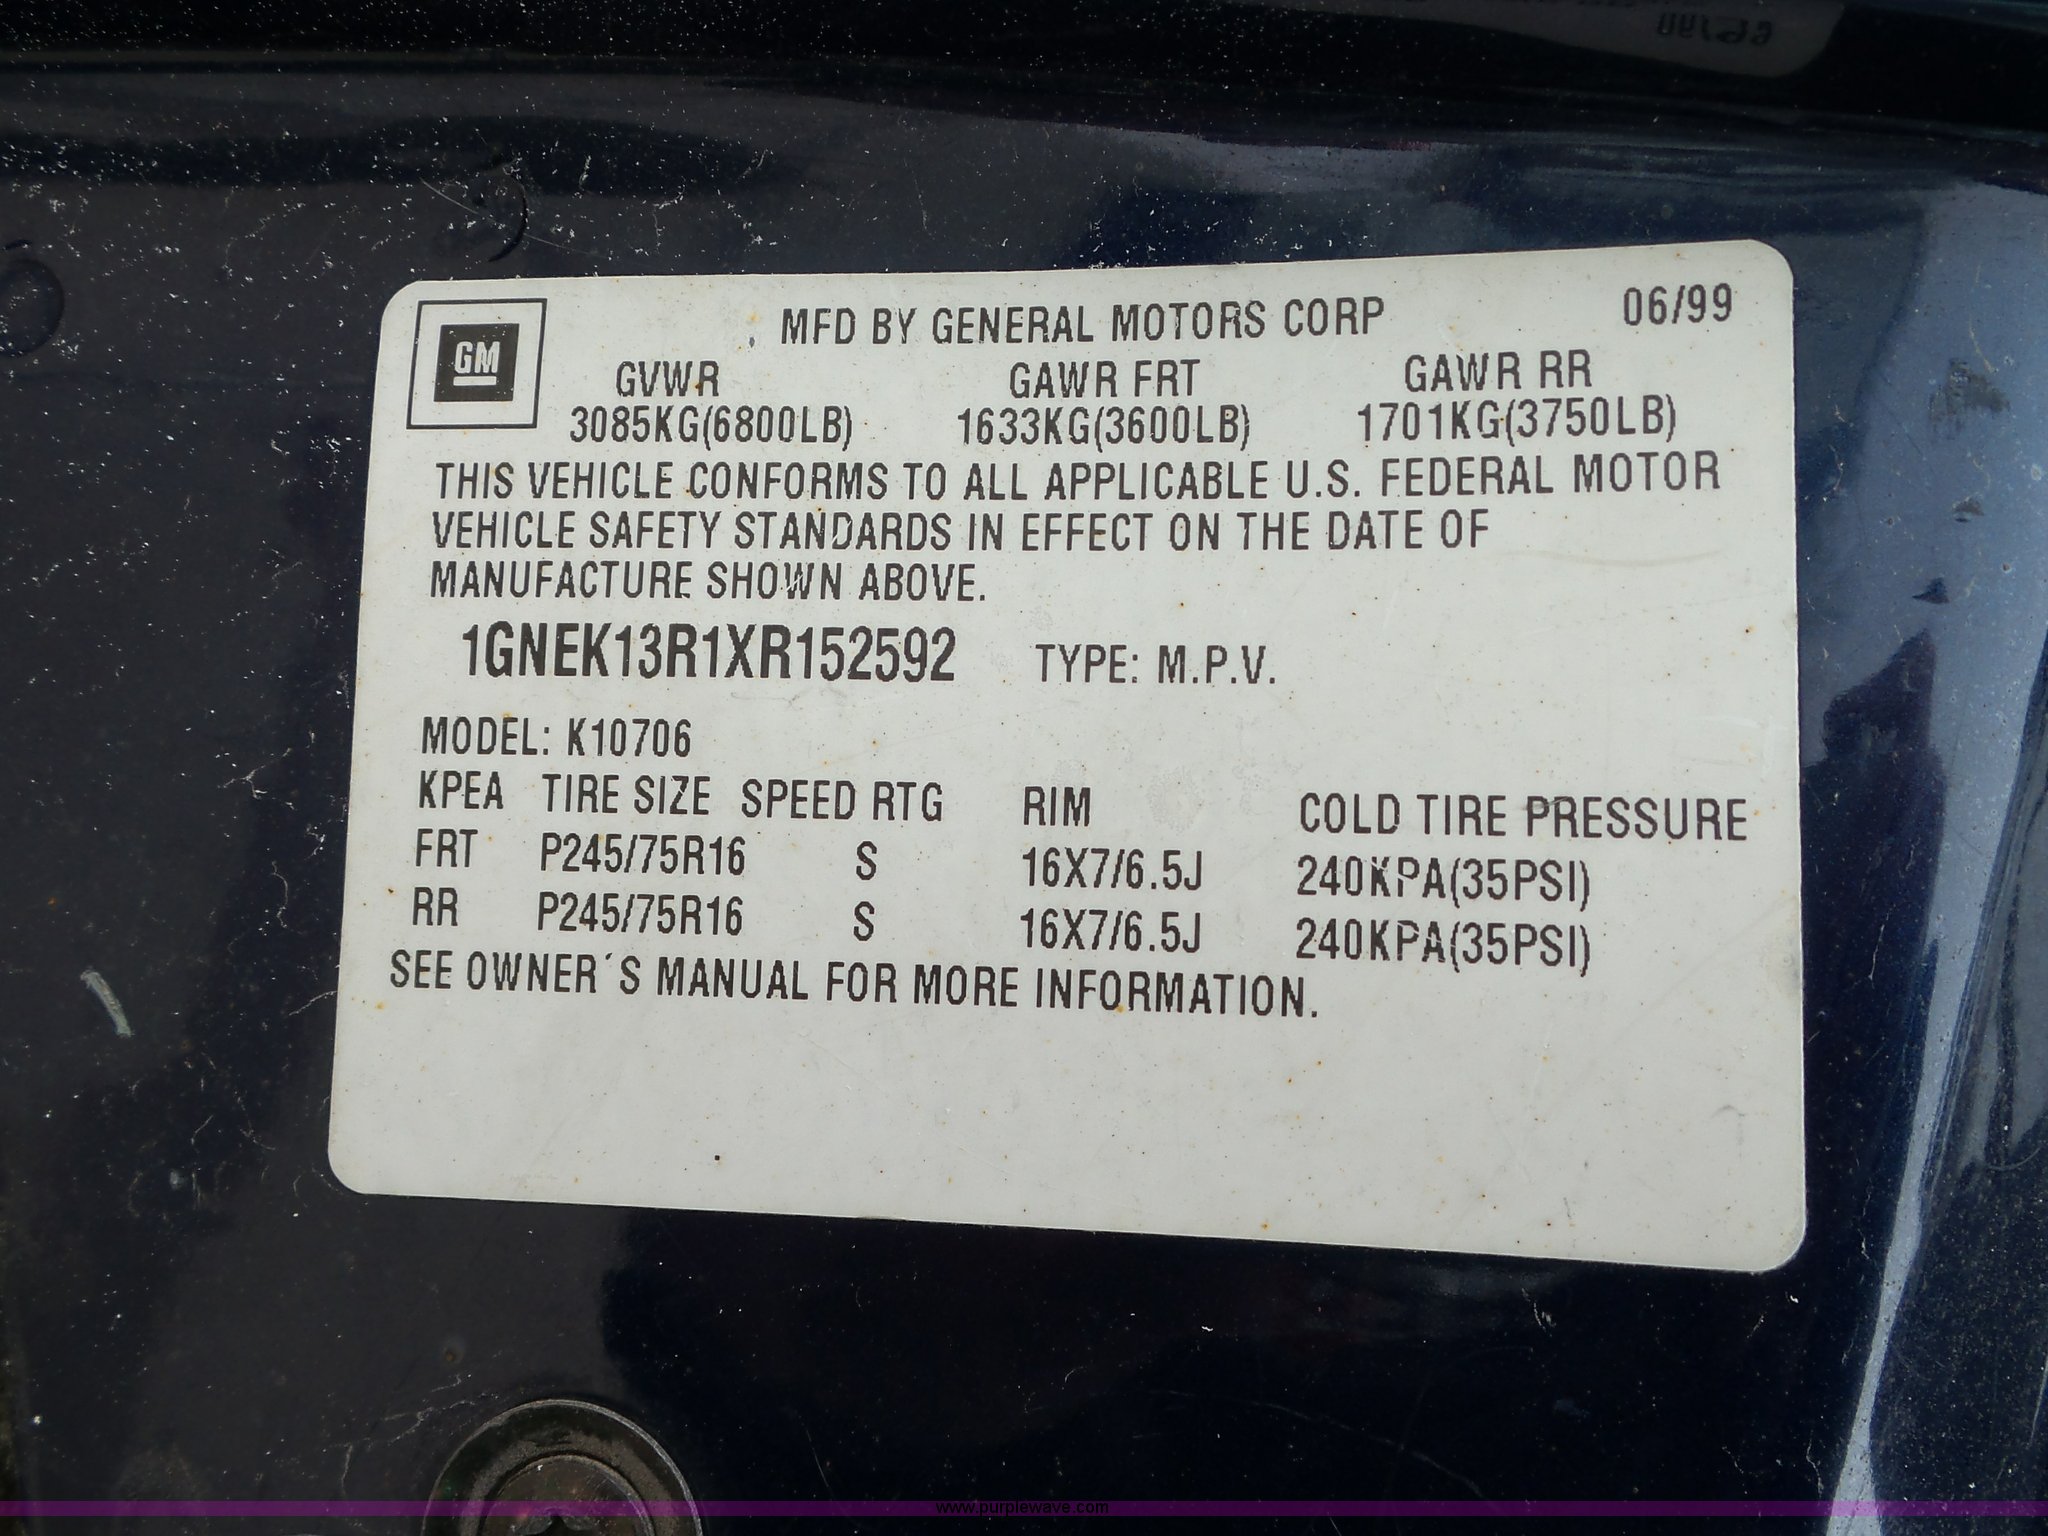 MFD BY GENERAL MOTORS CORP 06/99
GM
GVWR GAWR FRT GAWR RR
3085KG(6800LB) 1633KG(3600LB) 1701KG(3750LB)
THIS VEHICLE CONFORMS TO ALL APPLICABLE U.S. FEDERAL MOTOR
VEHICLE SAFETY STANDARDS IN EFFECT ON THE DATE OF
MANUFACTURE SHOWN ABOVE.
1GNEK13R1XR152592 TYPE: M.P.V.
MODEL: K10706
KPEA TIRE SIZE SPEED RTG RIM COLD TIRE PRESSURE
FRT P245/75R16 S 16X7/6.5J 240KPA(35PSI)
RR P245/75R16 S 16X7/6.5J 240KPA(35PSI)
SEE OWNER´S MANUAL FOR MORE INFORMATION.
www.purplewave.com